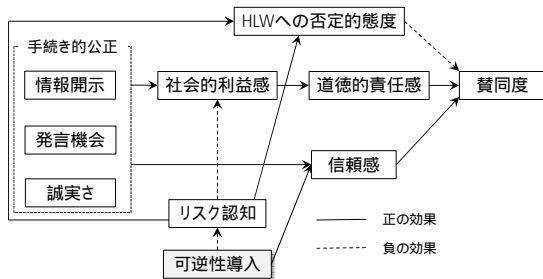 HLWへの否定的態度
手続き的公正
情報開示
社会的利益感
道徳的責任感
賛同度
発言機会
信頼感
誠実さ
リスク認知
正の効果
負の効果
可逆性導入